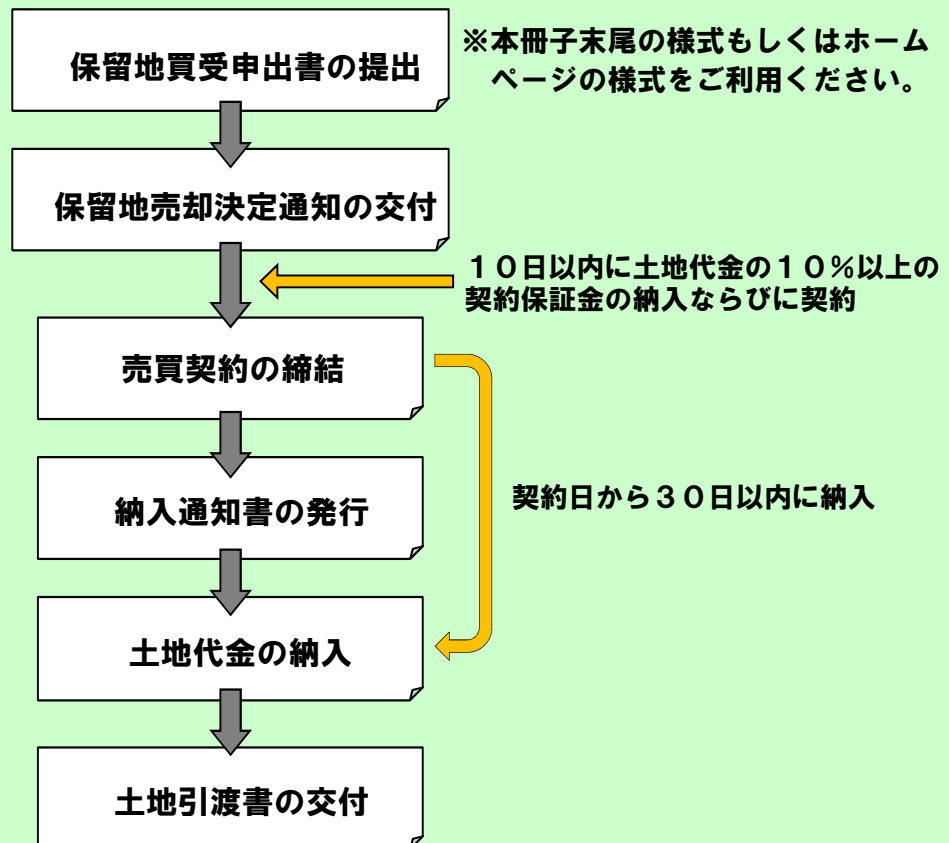 保留地買受申出書の提出
※本冊子末尾の様式もしくはホーム
ページの様式をご利用ください。
保留地売却決定通知の交付
１０日以内に土地代金の１０％以上の
契約保証金の納入ならびに契約
売買契約の締結
納入通知書の発行
契約日から３０日以内に納入
土地代金の納入
土地引渡書の交付